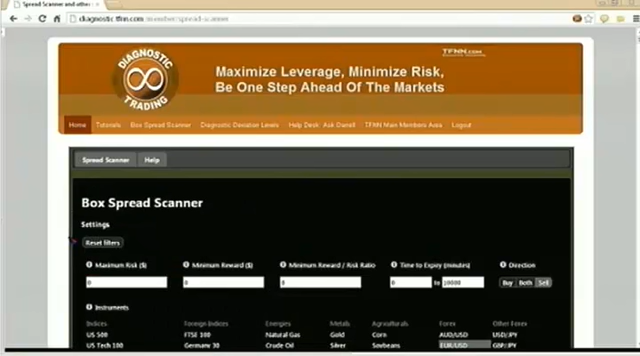 Spread Scanner and other
diagnostic.tfnn.com/member/spread-scanner
DIAGNOSTIC
TRADING
TFNN.COM
Maximize Leverage, Minimize Risk,
Be One Step Ahead Of The Markets
Home Tutorials Box Spread Scanner Diagnostic Deviation Levels Help Desk: Ask Darrell TFNN Main Members Area Logout
Spread Scanner Help
Box Spread Scanner
Settings
Reset filters
Maximum Risk ($) Minimum Reward ($) Minimum Reward / Risk Ratio Time to Expiry (minutes) Direction
0 0 0 0 to 10000 Buy Both Sell
Instruments
Indices Foreign Indices Energies Metals Agriculturals Forex Other Forex
US 500 FTSE 100 Natural Gas Gold Corn AUD/USD USD/JPY
US Tech 100 Germany 30 Crude Oil Silver Soybeans EUR/USD GBP/JPY